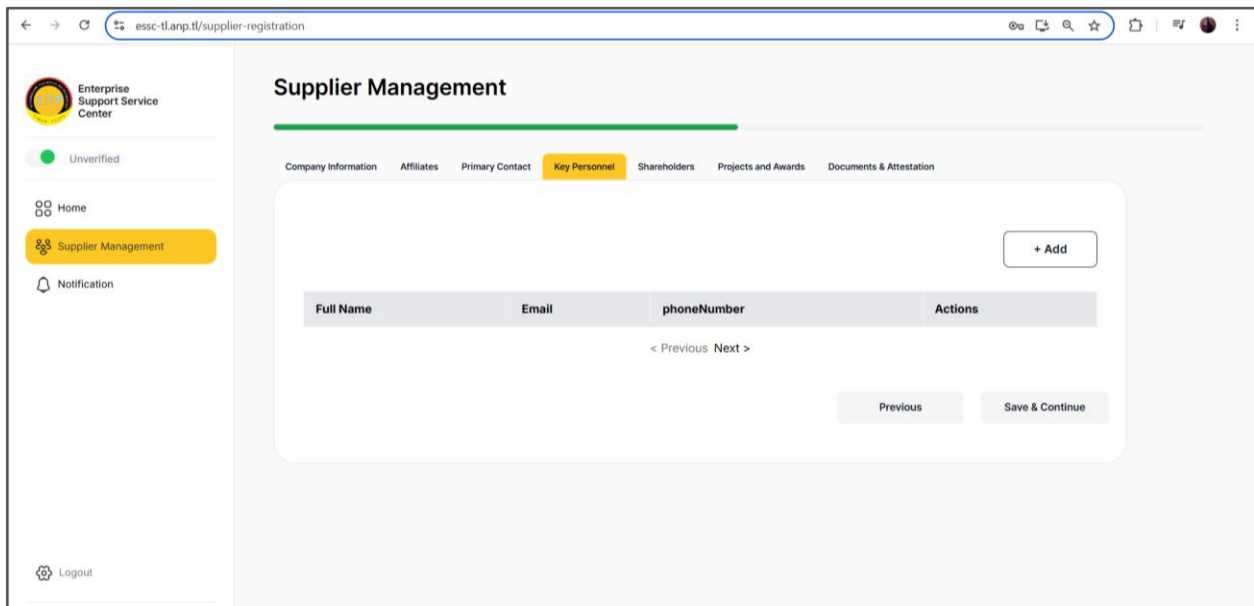 essc-tl.anp.tl/supplier-registration
Enterprise
Support Service
Center
Unverified
Home
Supplier Management
Notification
Logout
Supplier Management
Company Information Affiliates Primary Contact Key Personnel Shareholders Projects and Awards Documents & Attestation
+ Add
Full Name Email phoneNumber Actions
< Previous Next >
Previous Save & Continue